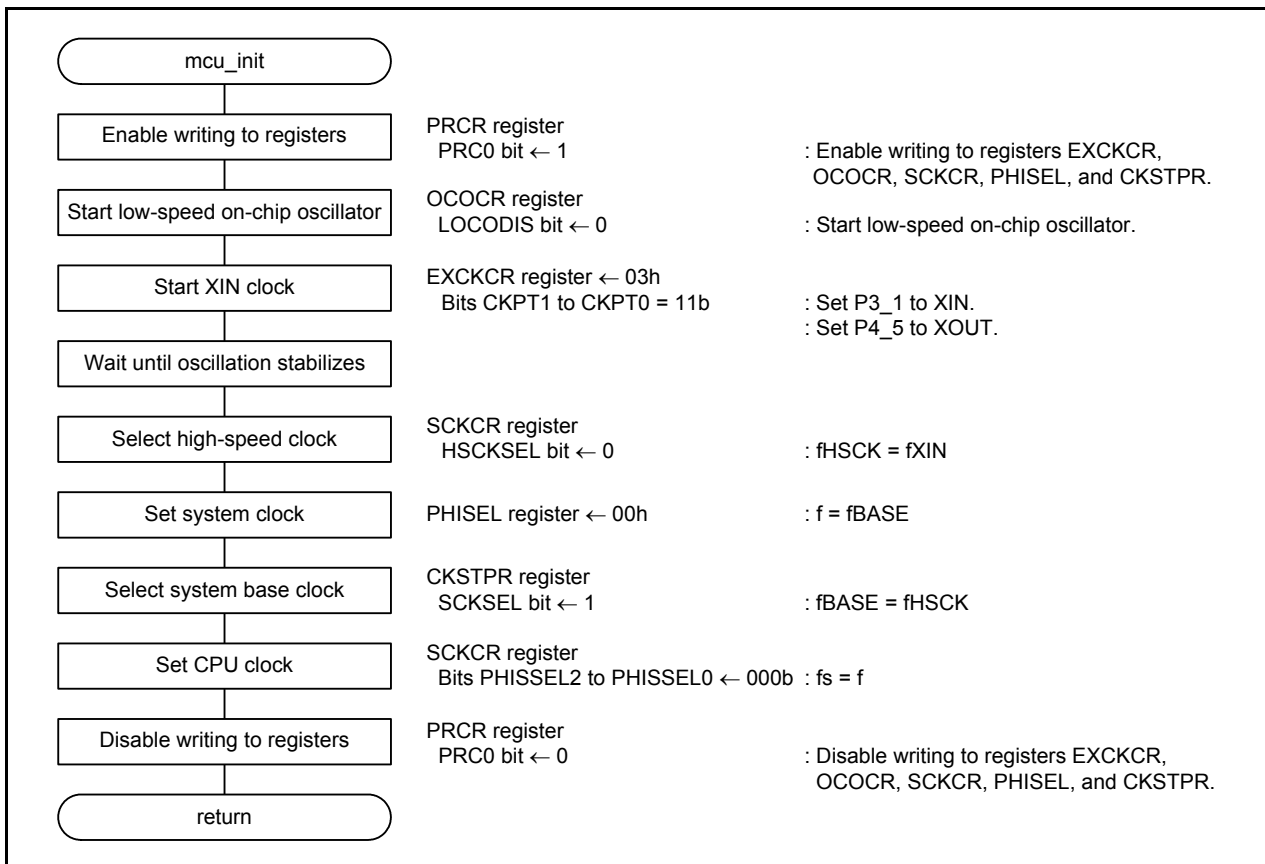 mcu_init
Enable writing to registers
PRCR register
PRC0 bit ← 1 : Enable writing to registers EXCKCR,
OCOCR, SCKCR, PHISEL, and CKSTPR.
Start low-speed on-chip oscillator
OCOCR register
LOCODIS bit ← 0 : Start low-speed on-chip oscillator.
Start XIN clock
EXCKCR register ← 03h
Bits CKPT1 to CKPT0 = 11b : Set P3_1 to XIN.
: Set P4_5 to XOUT.
Wait until oscillation stabilizes
Select high-speed clock
SCKCR register
HSCKSEL bit ← 0 : fHSCK = fXIN
Set system clock
PHISEL register ← 00h : f = fBASE
Select system base clock
CKSTPR register
SCKSEL bit ← 1 : fBASE = fHSCK
Set CPU clock
SCKCR register
Bits PHISSEL2 to PHISSEL0 ← 000b : fs = f
Disable writing to registers
PRCR register
PRC0 bit ← 0 : Disable writing to registers EXCKCR,
OCOCR, SCKCR, PHISEL, and CKSTPR.
return